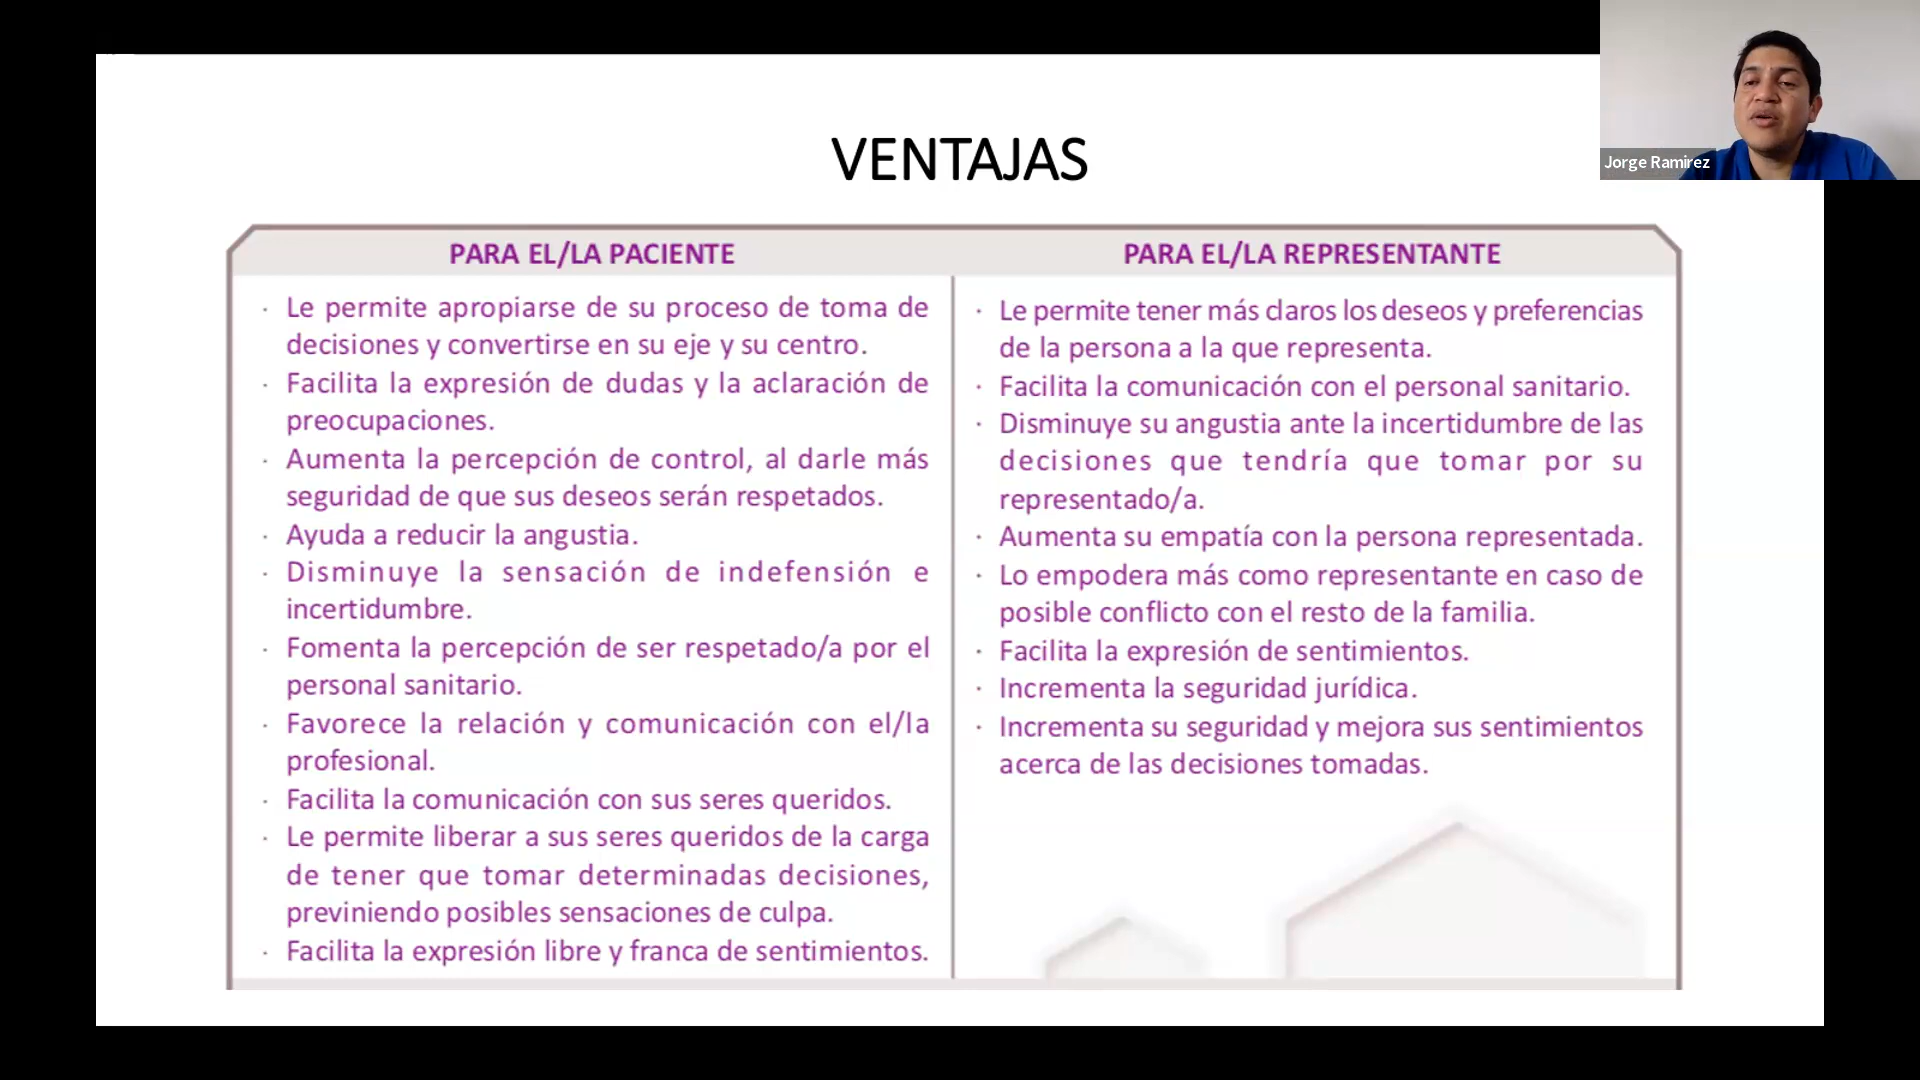 VENTAJAS
Jorge Ramirez
PARA EL/LA PACIENTE
· Le permite apropiarse de su proceso de toma de
decisiones y convertirse en su eje y su centro.
· Facilita la expresión de dudas y la aclaración de
preocupaciones.
· Aumenta la percepción de control, al darle más
seguridad de que sus deseos serán respetados.
· Ayuda a reducir la angustia.
· Disminuye la sensación de indefensión e
incertidumbre.
· Fomenta la percepción de ser respetado/a por el
personal sanitario.
· Favorece la relación y comunicación con el/la
profesional.
· Facilita la comunicación con sus seres queridos.
· Le permite liberar a sus seres queridos de la carga
de tener que tomar determinadas decisiones,
previniendo posibles sensaciones de culpa.
· Facilita la expresión libre y franca de sentimientos.
PARA EL/LA REPRESENTANTE
· Le permite tener más claros los deseos y preferencias
de la persona a la que representa.
· Facilita la comunicación con el personal sanitario.
· Disminuye su angustia ante la incertidumbre de las
decisiones que tendría que tomar por su
representado/a.
· Aumenta su empatía con la persona representada.
· Lo empodera más como representante en caso de
posible conflicto con el resto de la familia.
· Facilita la expresión de sentimientos.
· Incrementa la seguridad jurídica.
· Incrementa su seguridad y mejora sus sentimientos
acerca de las decisiones tomadas.